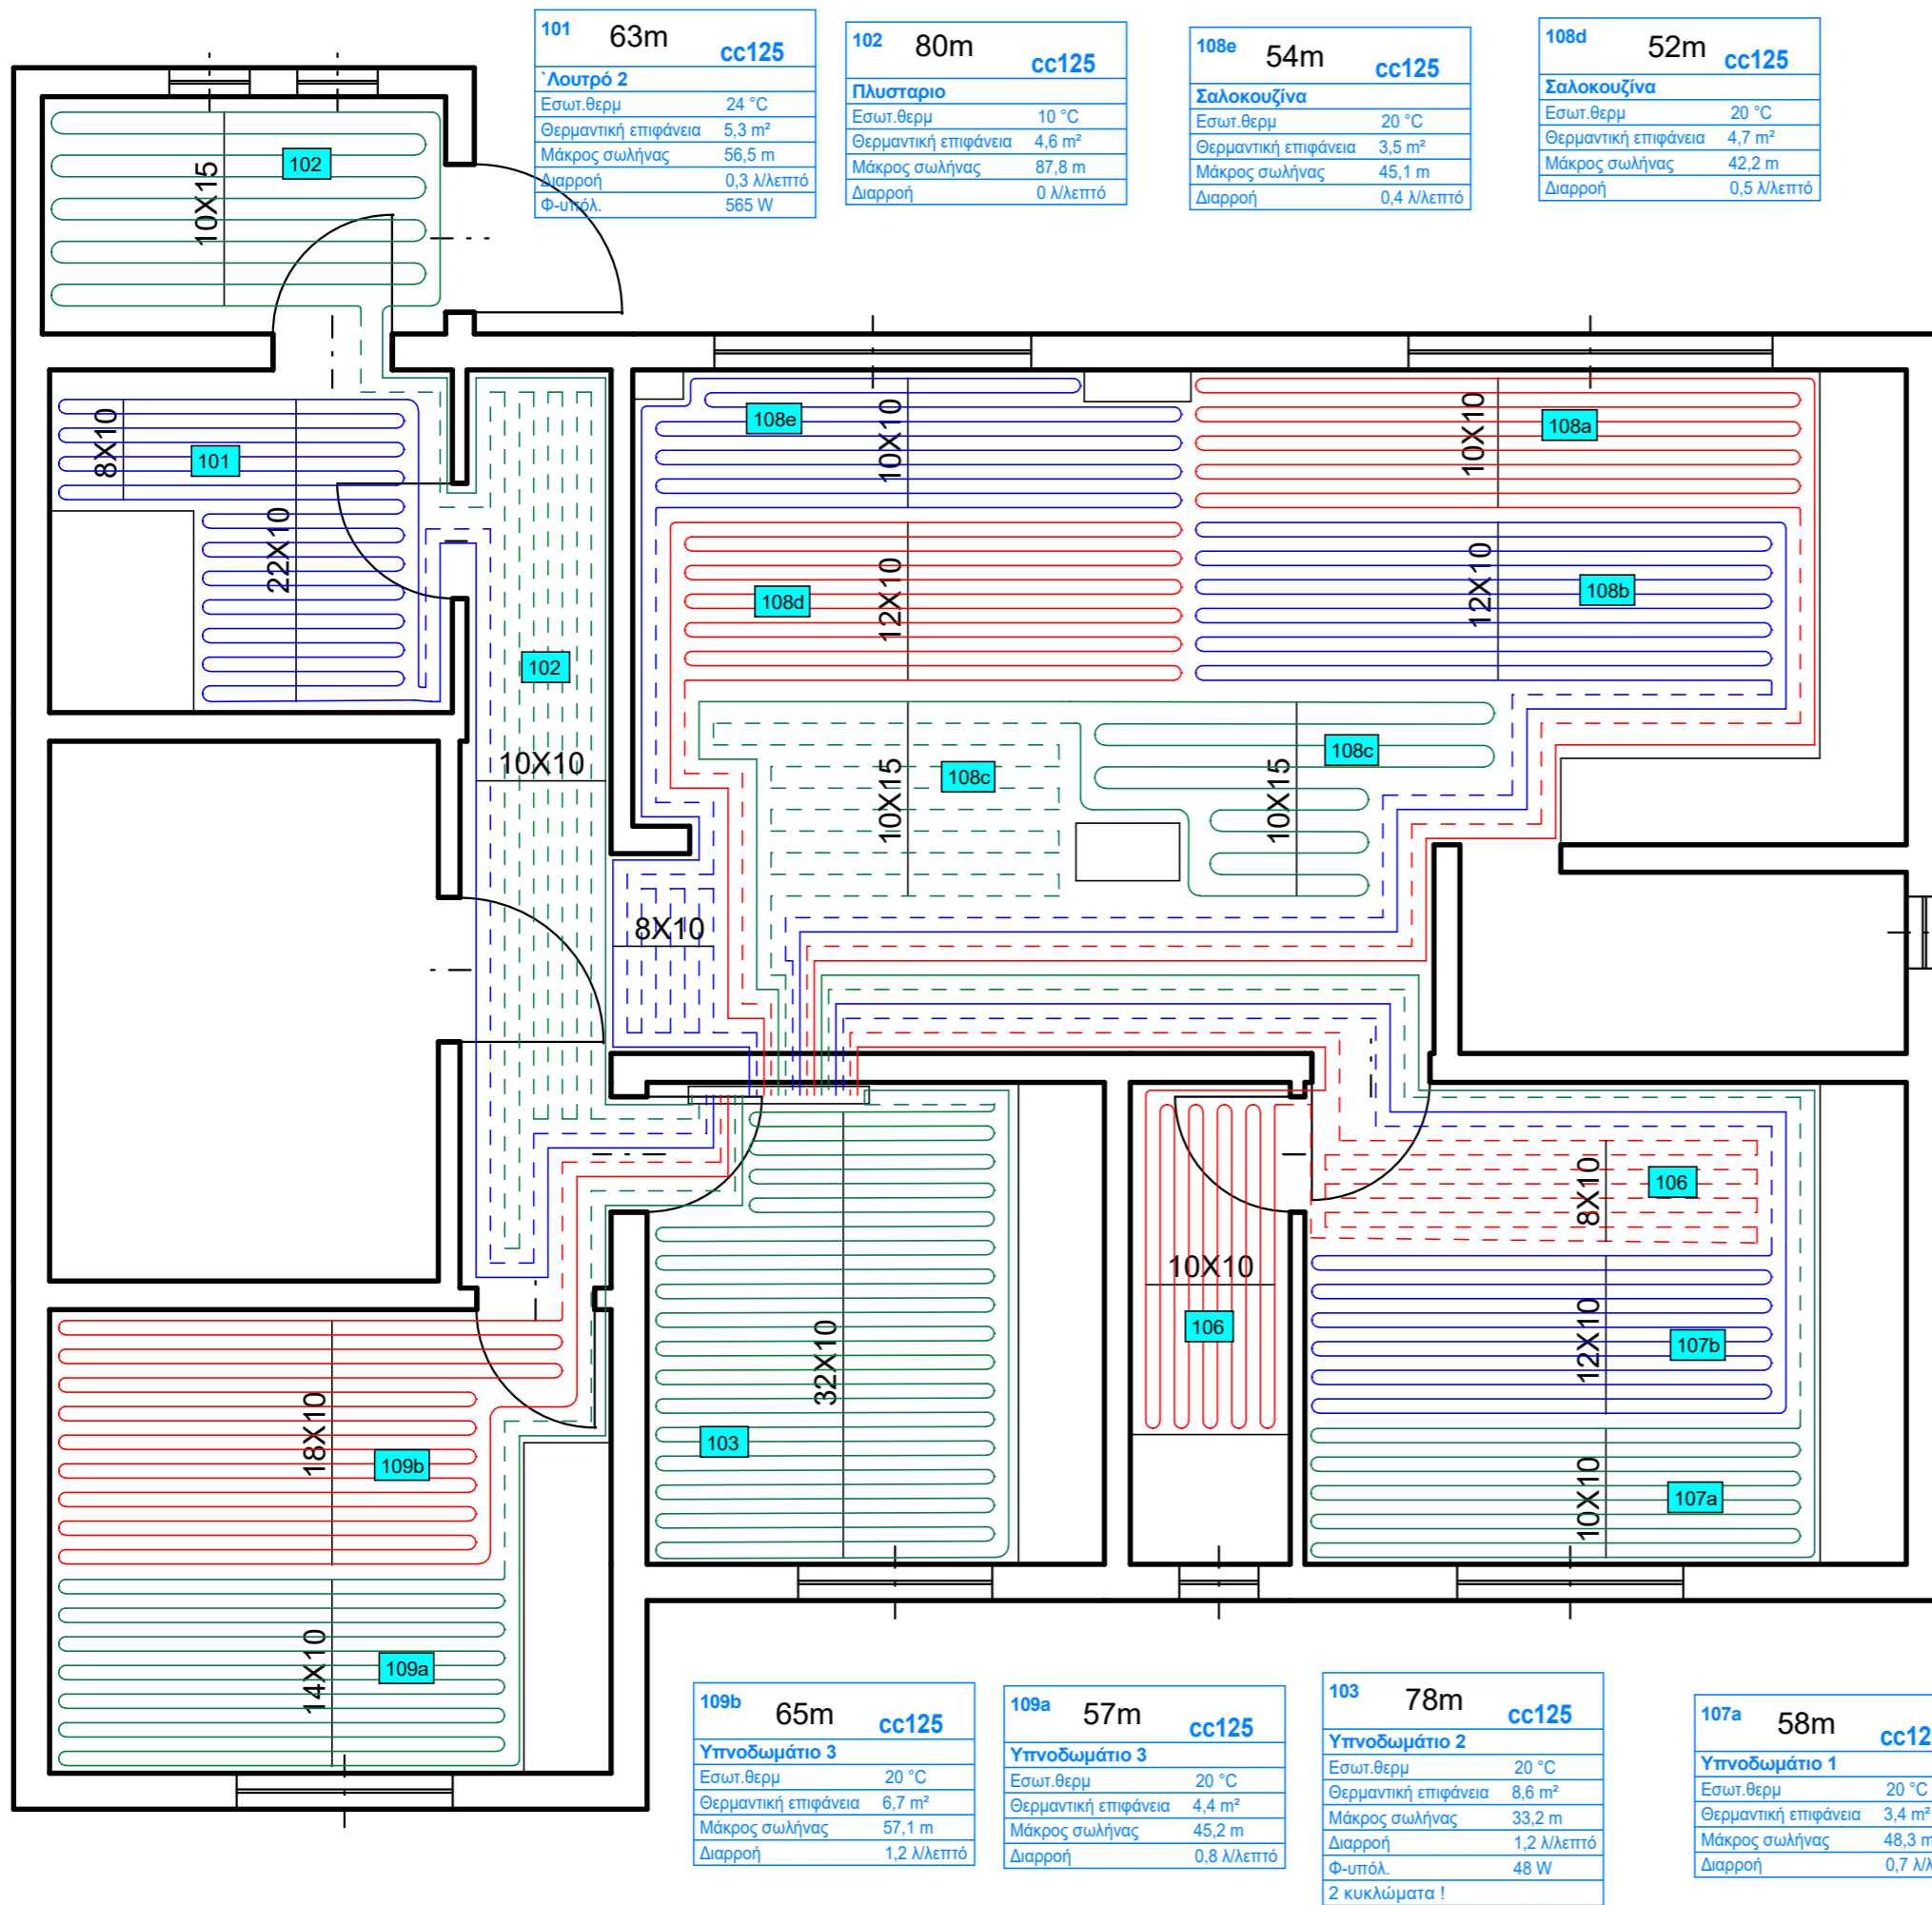 101 63m cc125
`Λουτρό 2
Εσωτ.θερμ 24 °C
Θερμαντική επιφάνεια 5,3 m²
Μάκρος σωλήνας 56,5 m
Διαρροή 0,3 λ/λεπτό
Φ-υπόλ. 565 W
102 80m cc125
Πλυσταριο
Εσωτ.θερμ 10 °C
Θερμαντική επιφάνεια 4,6 m²
Μάκρος σωλήνας 87,8 m
Διαρροή 0 λ/λεπτό
108e 54m cc125
Σαλοκουζίνα
Εσωτ.θερμ 20 °C
Θερμαντική επιφάνεια 3,5 m²
Μάκρος σωλήνας 45,1 m
Διαρροή 0,4 λ/λεπτό
108d 52m cc125
Σαλοκουζίνα
Εσωτ.θερμ 20 °C
Θερμαντική επιφάνεια 4,7 m²
Μάκρος σωλήνας 42,2 m
Διαρροή 0,5 λ/λεπτό
102
10X15
8X10
101
22X10
102
10X10
108e
10X10
10X10
108a
108d
12X10
12X10
108b
10X15
108c
10X15
108c
8X10
8X10
106
10X10
106
12X10
107b
10X10
107a
32X10
103
18X10
109b
14X10
109a
109b 65m cc125
Υπνοδωμάτιο 3
Εσωτ.θερμ 20 °C
Θερμαντική επιφάνεια 6,7 m²
Μάκρος σωλήνας 57,1 m
Διαρροή 1,2 λ/λεπτό
109a 57m cc125
Υπνοδωμάτιο 3
Εσωτ.θερμ 20 °C
Θερμαντική επιφάνεια 4,4 m²
Μάκρος σωλήνας 45,2 m
Διαρροή 0,8 λ/λεπτό
103 78m cc125
Υπνοδωμάτιο 2
Εσωτ.θερμ 20 °C
Θερμαντική επιφάνεια 8,6 m²
Μάκρος σωλήνας 33,2 m
Διαρροή 1,2 λ/λεπτό
Φ-υπόλ. 48 W
2 κυκλώματα !
107a 58m cc12
Υπνοδωμάτιο 1
Εσωτ.θερμ 20 °C
Θερμαντική επιφάνεια 3,4 m²
Μάκρος σωλήνας 48,3 m
Διαρροή 0,7 λ/λ